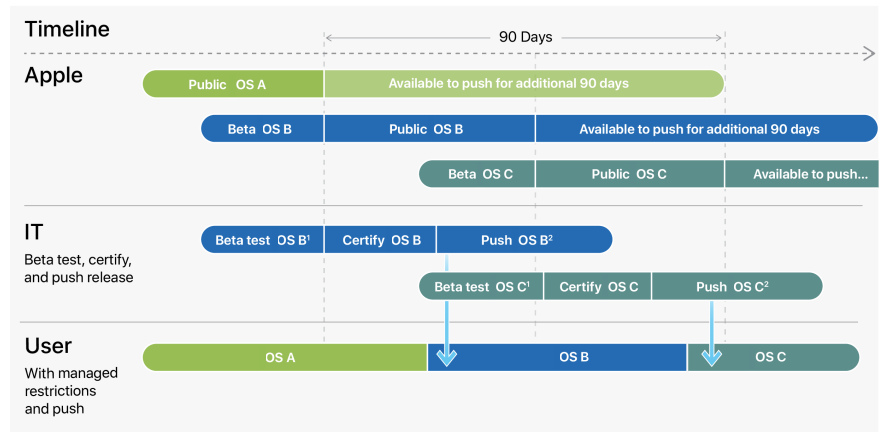 Timeline
90 Days
Apple
Public OS A
Available to push for additional 90 days
Beta OS B
Public OS B
Available to push for additional 90 days
Beta OS C
Public OS C
Available to push...
IT
Beta test, certify,
and push release
Beta test OS B¹
Certify OS B
Push OS B²
Beta test OS C¹
Certify OS C
Push OS C²
User
With managed
restrictions
and push
OS A
OS B
OS C